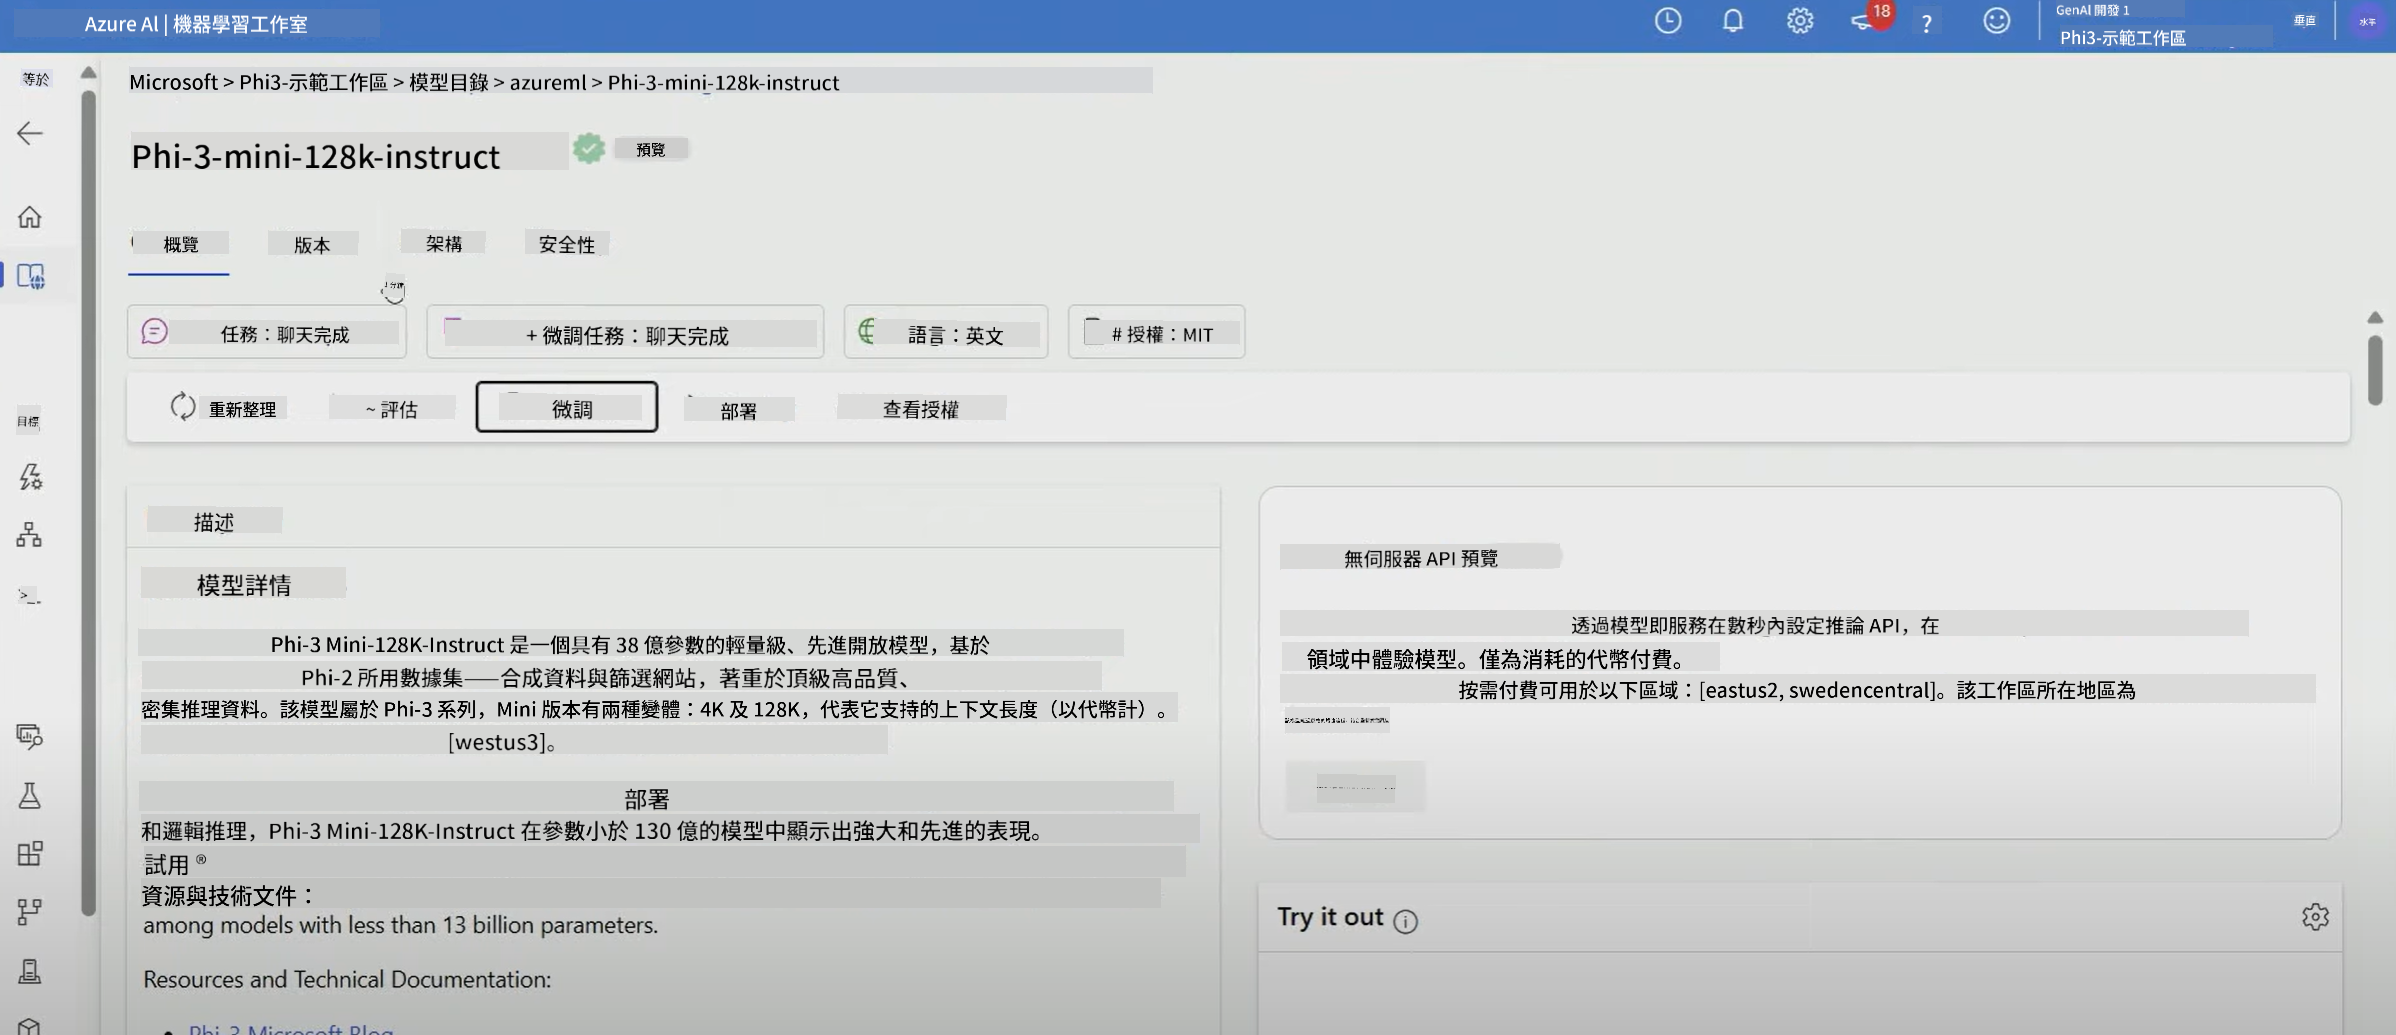 Azure AI | 機器學習工作室
18
?
GenAI 開發 1
Phi3-示範工作區
垂直
水平
等於
Microsoft > Phi3-示範工作區 > 模型目錄 > azureml > Phi-3-mini-128k-instruct
Phi-3-mini-128k-instruct
預覽
概覽
版本
架構
安全性
任務：聊天完成
+ 微調任務：聊天完成
語言：英文
# 授權：MIT
重新整理
~ 評估
微調
部署
查看授權
目標
描述
模型詳情
Phi-3 Mini-128K-Instruct 是一個具有 38 億參數的輕量級、先進開放模型，基於
Phi-2 所用數據集——合成資料與篩選網站，著重於頂級高品質、
密集推理資料。該模型屬於 Phi-3 系列，Mini 版本有兩種變體：4K 及 128K，代表它支持的上下文長度（以代幣計）。
[westus3]。
部署
和邏輯推理，Phi-3 Mini-128K-Instruct 在參數小於 130 億的模型中顯示出強大和先進的表現。
試用 ®
資源與技術文件：
among models with less than 13 billion parameters.
Resources and Technical Documentation:
Phi-3 Microsoft Blog
無伺服器 API 預覽
透過模型即服務在數秒內設定推論 API，在
領域中體驗模型。僅為消耗的代幣付費。
按需付費可用於以下區域：[eastus2, swedencentral]。該工作區所在地區為
Try it out